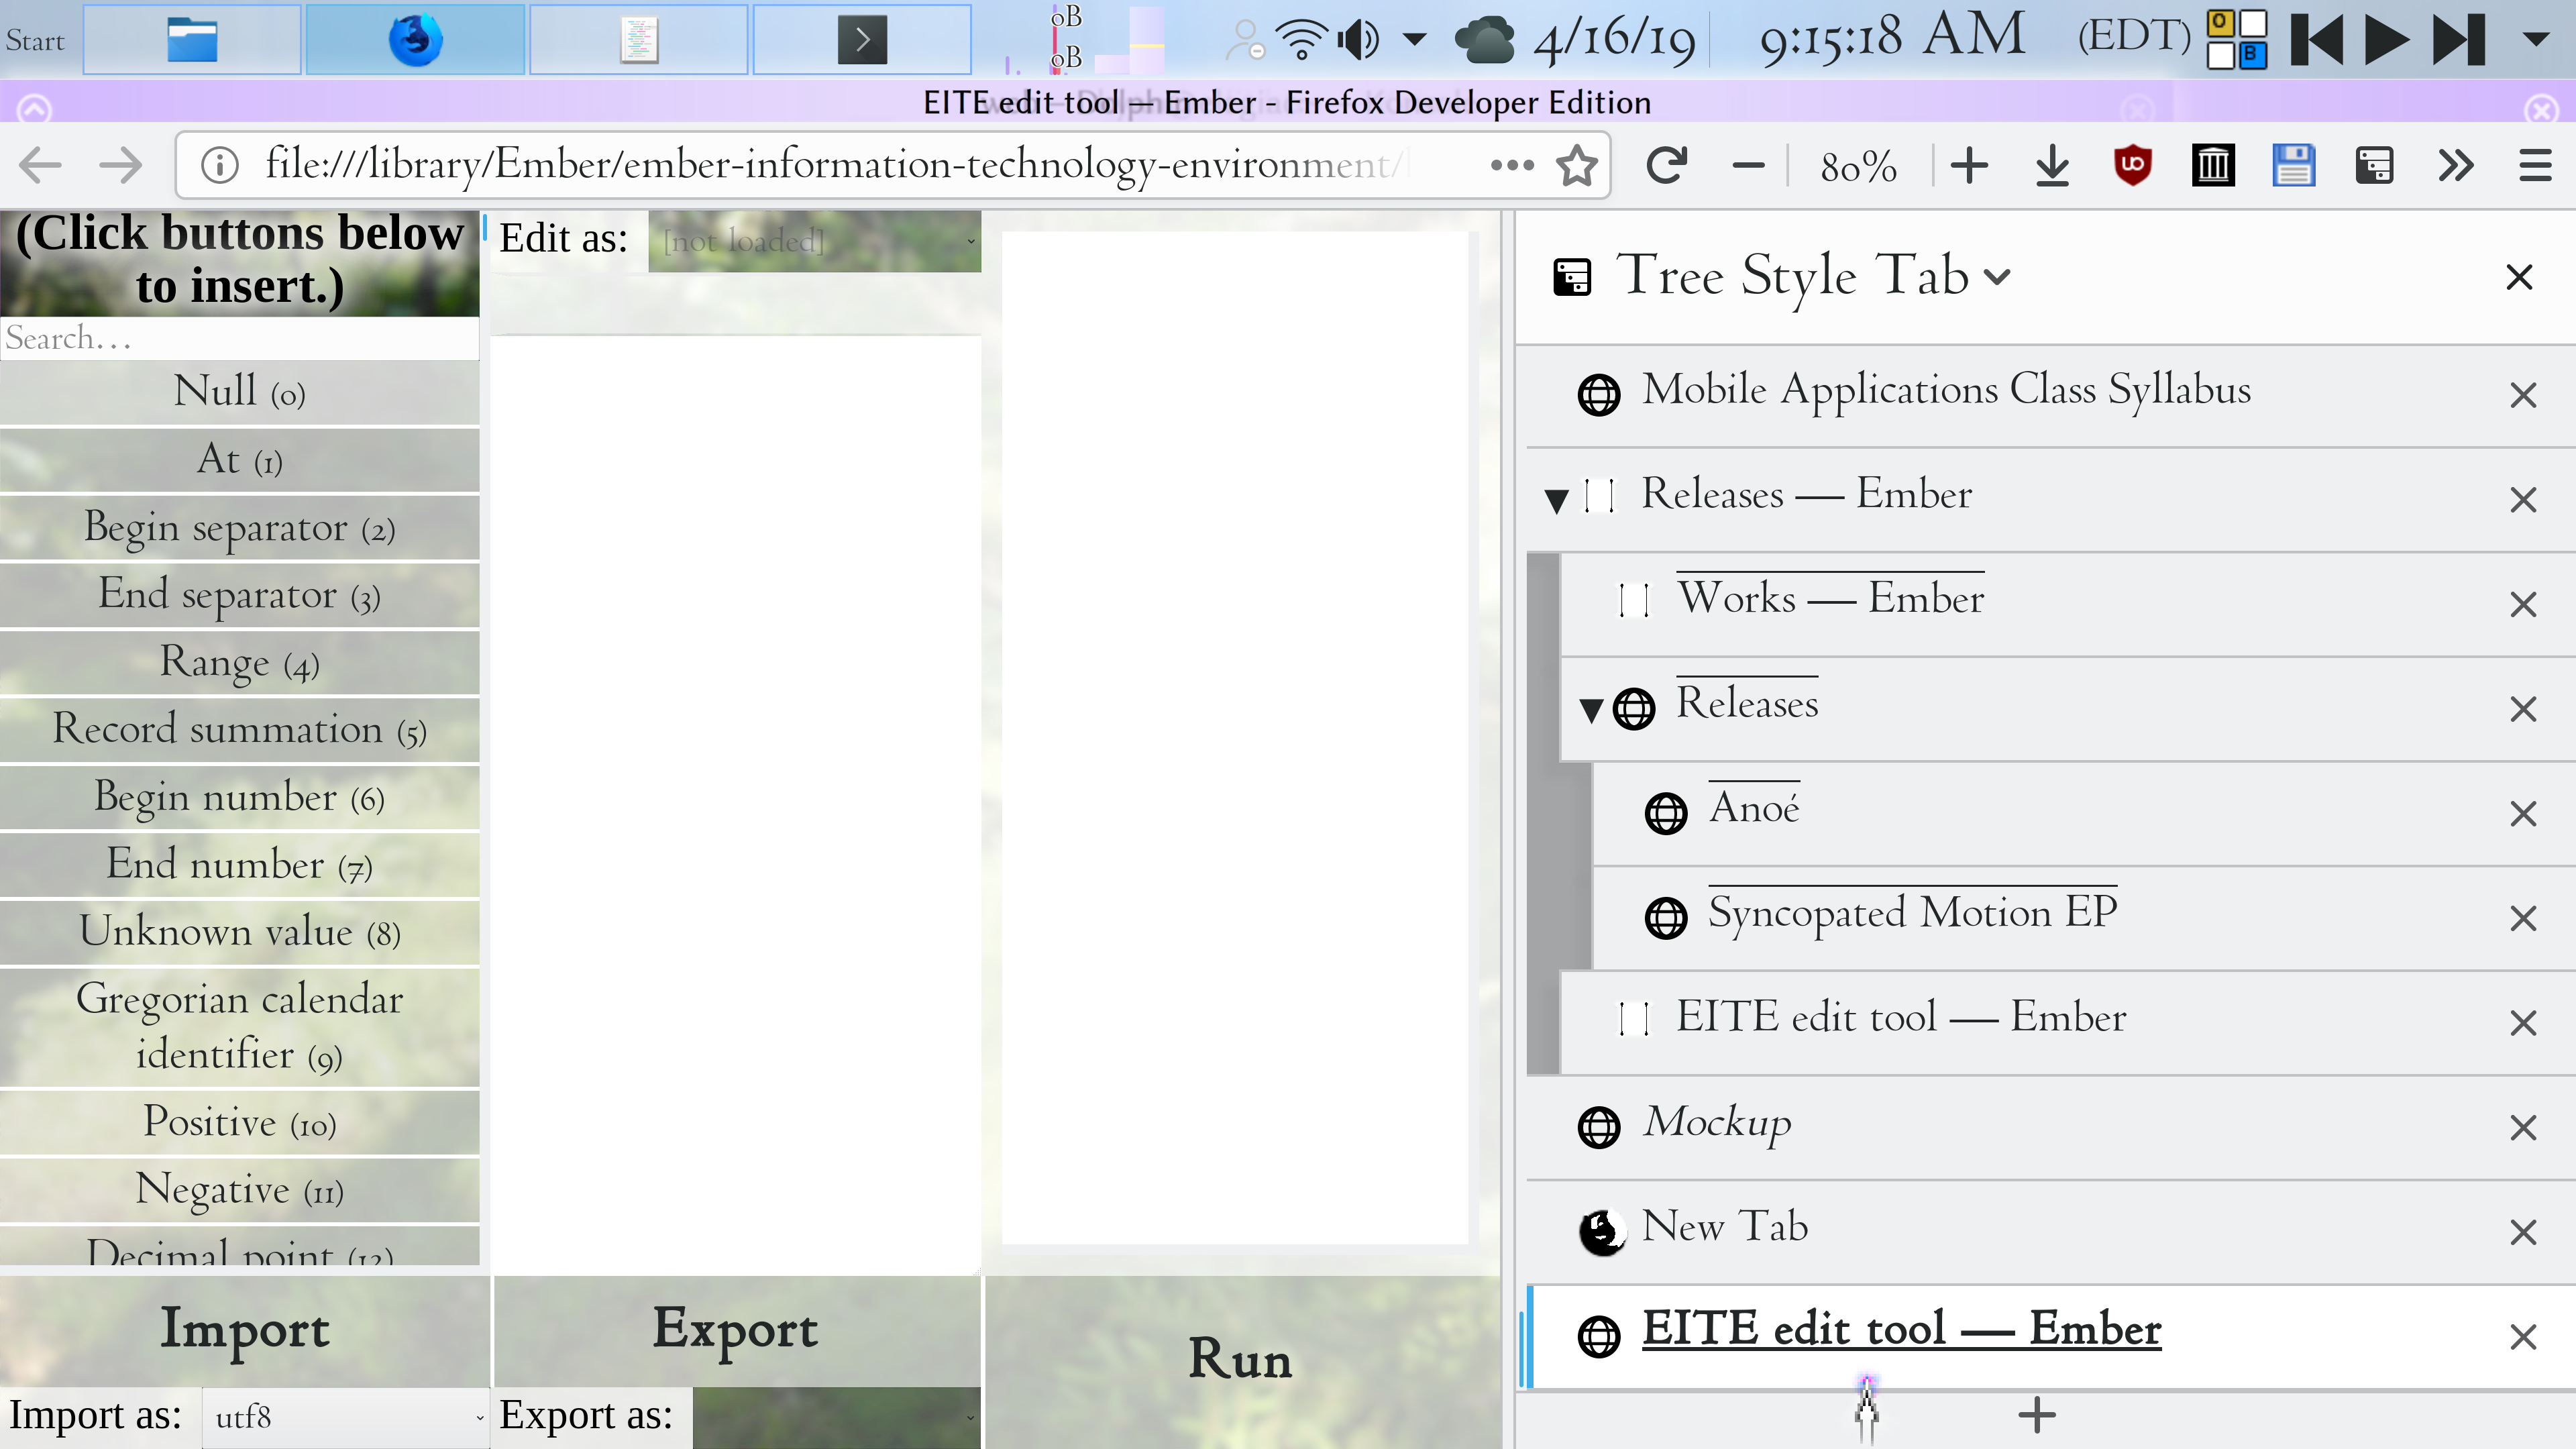 Start
oB
oB
4/16/19
9:15:18 AM
(EDT)
O
B
EITE edit tool — Ember - Firefox Developer Edition
file:///library/Ember/ember-information-technology-environment/
80%
(Click buttons below
to insert.)
Search…
Null (0)
At (1)
Begin separator (2)
End separator (3)
Range (4)
Record summation (5)
Begin number (6)
End number (7)
Unknown value (8)
Gregorian calendar
identifier (9)
Positive (10)
Negative (11)
Decimal point (12)
Import
Import as:
utf8
Edit as:
[not loaded]
Export
Export as:
Run
Tree Style Tab
Mobile Applications Class Syllabus
Releases — Ember
Works — Ember
Releases
Anoé
Syncopated Motion EP
EITE edit tool — Ember
Mockup
New Tab
EITE edit tool — Ember